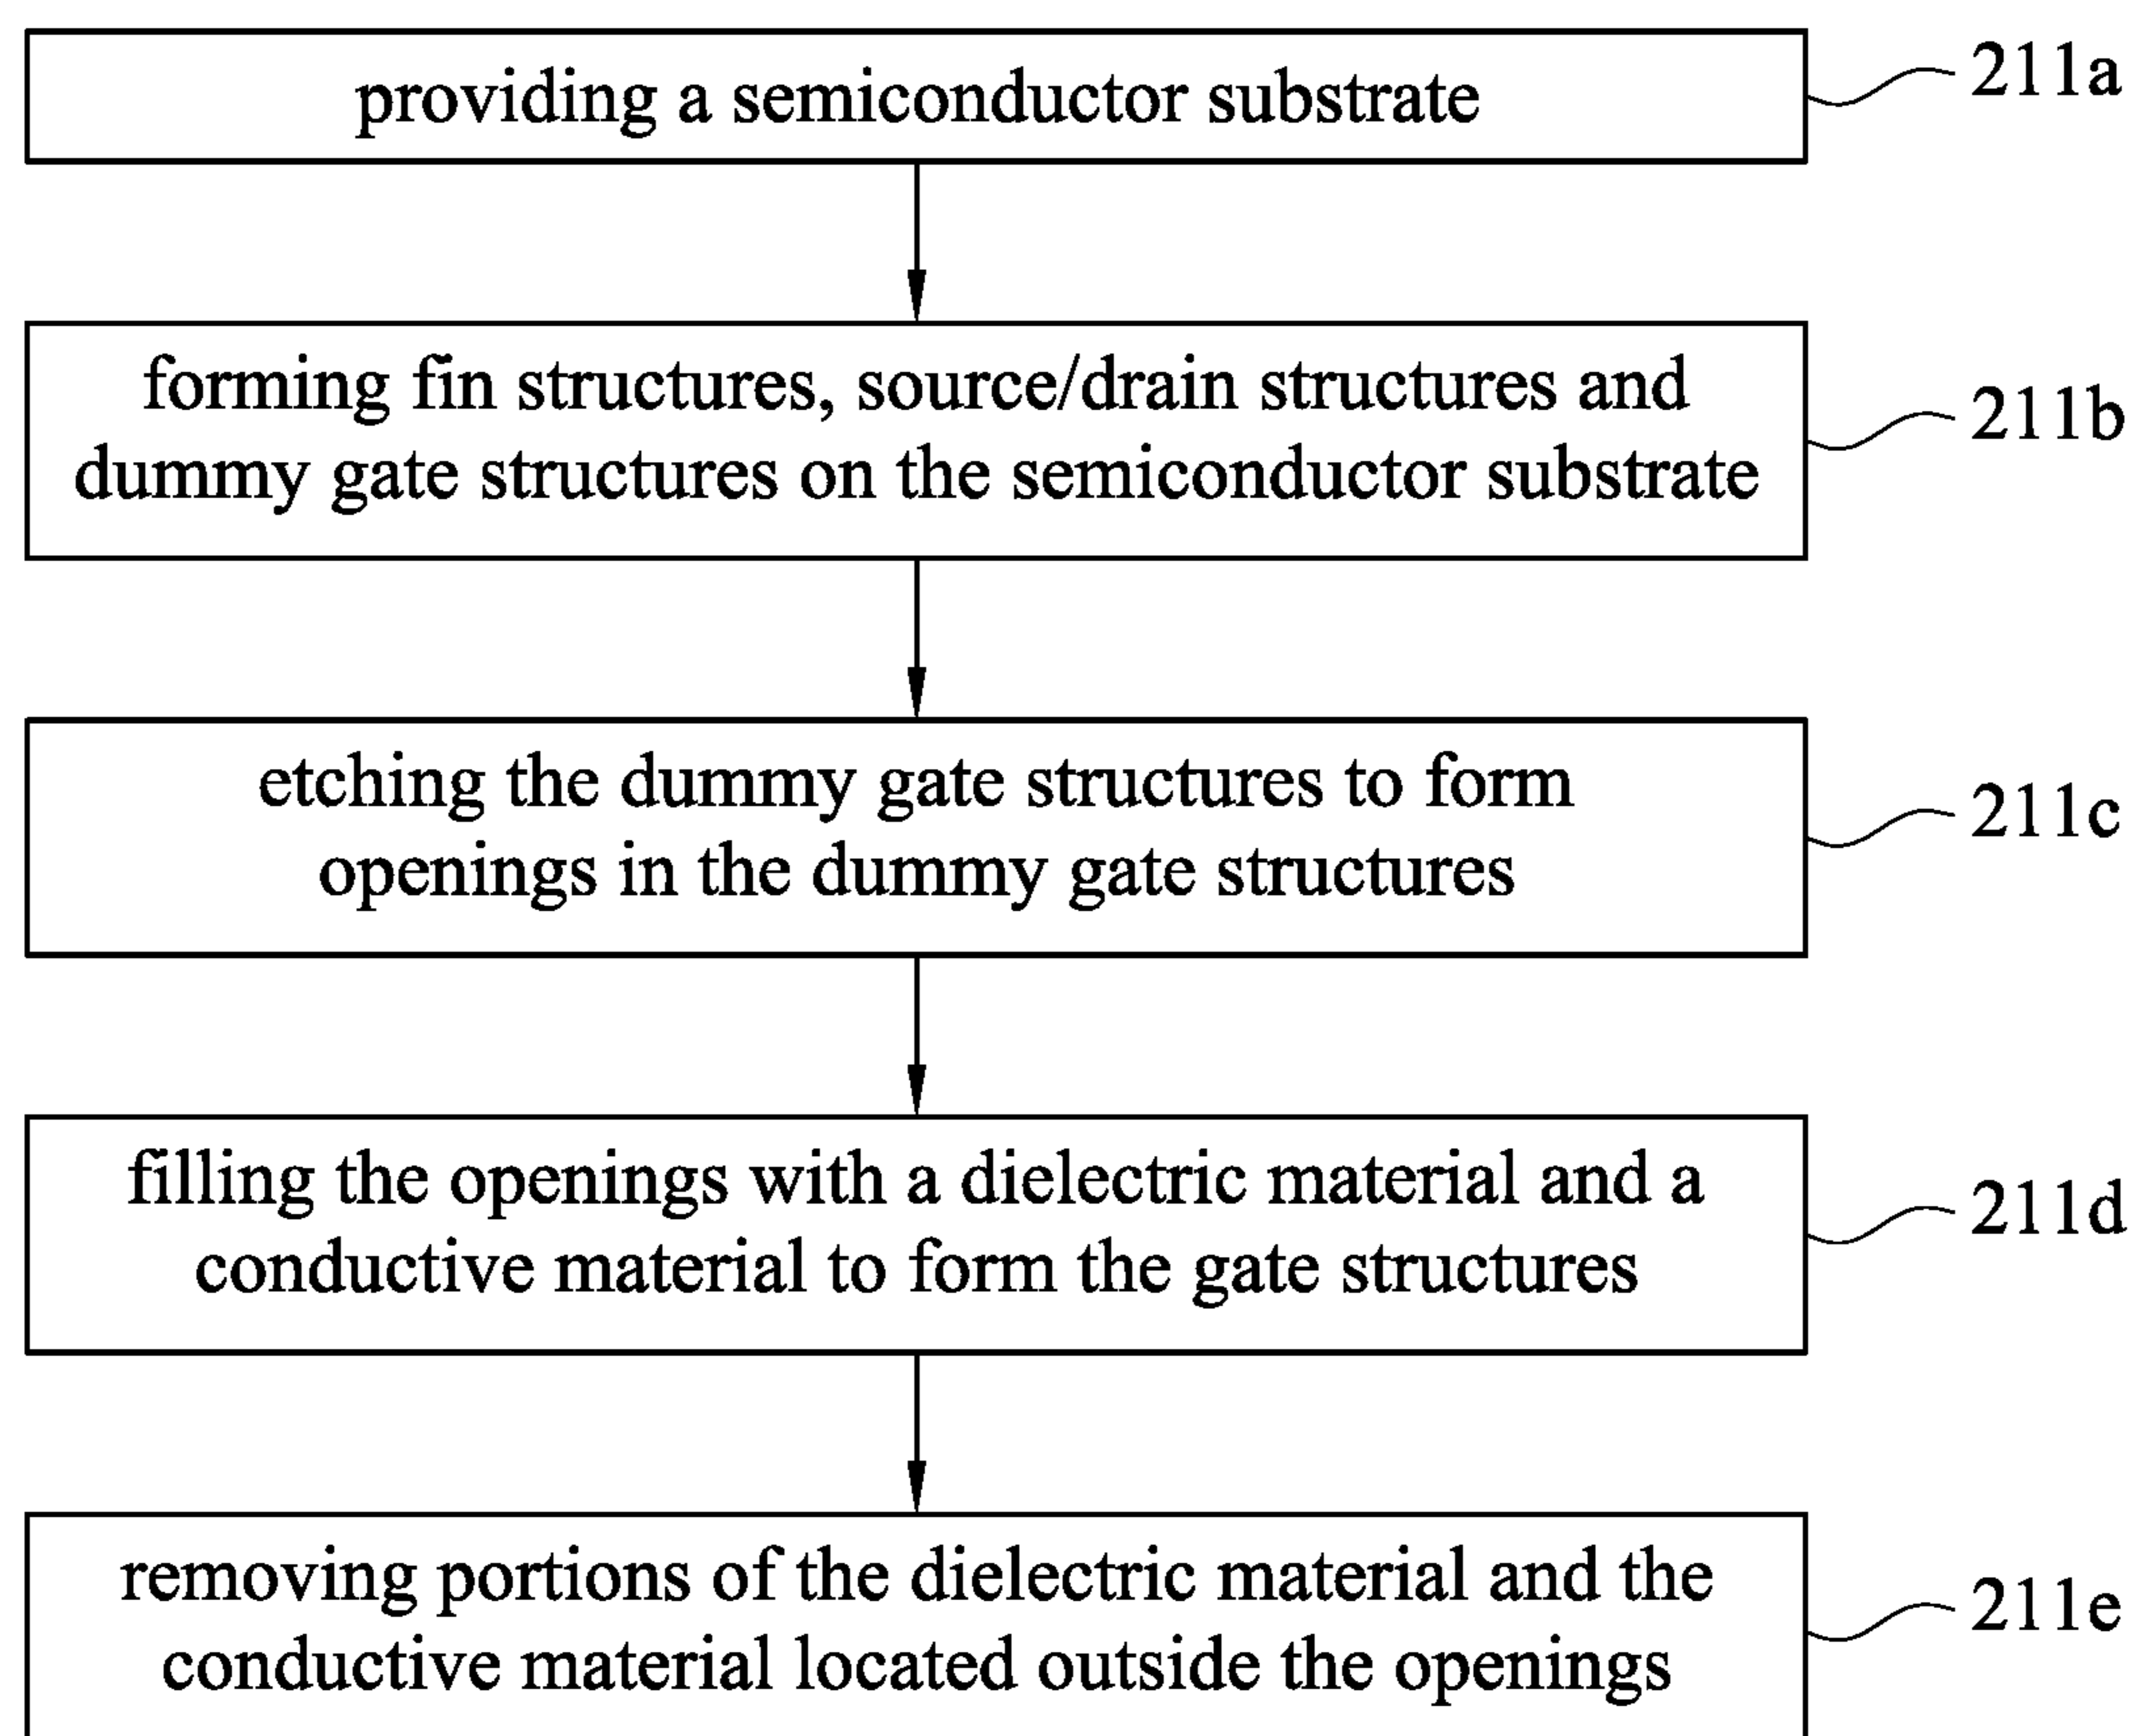 providing a semiconductor substrate
211a
forming fin structures, source/drain structures and
dummy gate structures on the semiconductor substrate
211b
etching the dummy gate structures to form
openings in the dummy gate structures
211c
filling the openings with a dielectric material and a
conductive material to form the gate structures
211d
removing portions of the dielectric material and the
conductive material located outside the openings
211e